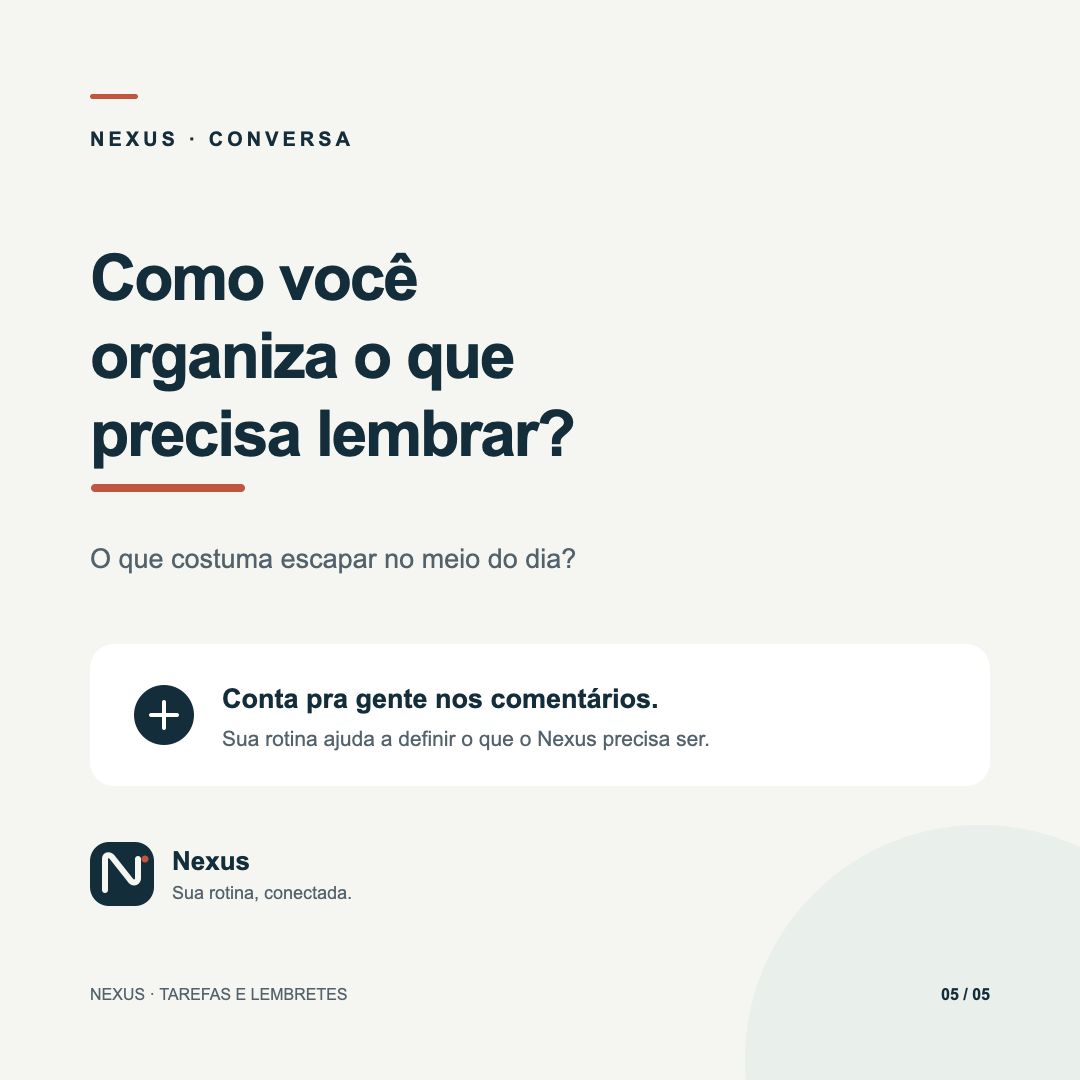 NEXUS · CONVERSA
Como você
organiza o que
precisa lembrar?
O que costuma escapar no meio do dia?
Conta pra gente nos comentários.
Sua rotina ajuda a definir o que o Nexus precisa ser.
Nexus
Sua rotina, conectada.
NEXUS · TAREFAS E LEMBRETES
05 / 05